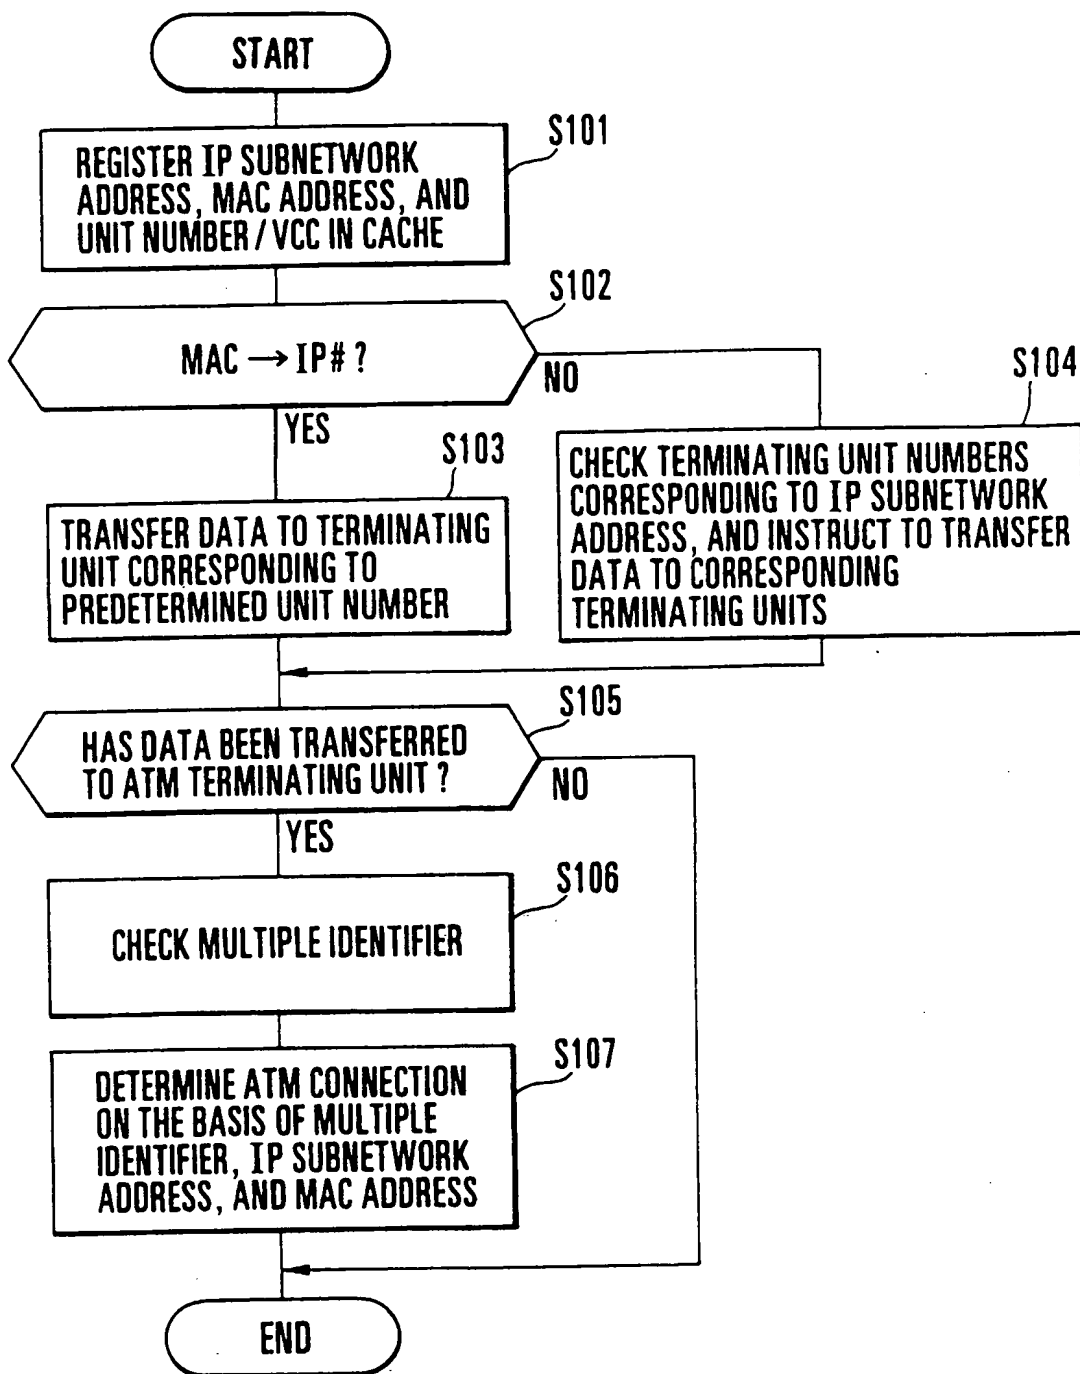 START
S101
REGISTER IP SUBNETWORK
ADDRESS, MAC ADDRESS, AND
UNIT NUMBER / VCC IN CACHE
S102
MAC → IP# ?
NO
YES
S103
TRANSFER DATA TO TERMINATING
UNIT CORRESPONDING TO
PREDETERMINED UNIT NUMBER
S104
CHECK TERMINATING UNIT NUMBERS
CORRESPONDING TO IP SUBNETWORK
ADDRESS, AND INSTRUCT TO TRANSFER
DATA TO CORRESPONDING
TERMINATING UNITS
S105
HAS DATA BEEN TRANSFERRED
TO ATM TERMINATING UNIT ?
NO
YES
S106
CHECK MULTIPLE IDENTIFIER
S107
DETERMINE ATM CONNECTION
ON THE BASIS OF MULTIPLE
IDENTIFIER, IP SUBNETWORK
ADDRESS, AND MAC ADDRESS
END